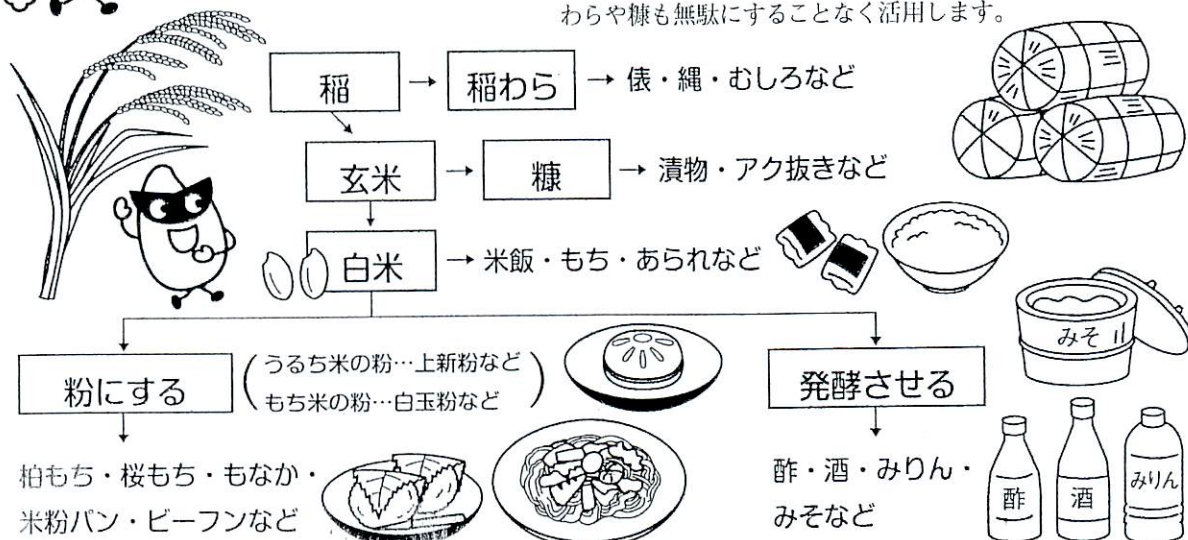 わらや糠も無駄にすることなく活用します。
稲 → 稲わら → 俵・縄・むしろなど
玄米 → 糠 → 漬物・アク抜きなど
白米 → 米飯・もち・あられなど
みそ
粉にする
(うるち米の粉…上新粉など
もち米の粉…白玉粉など)
発酵させる
柏もち・桜もち・もなか・
米粉パン・ビーフンなど
酢・酒・みりん・
みそなど
酢
酒
みりん